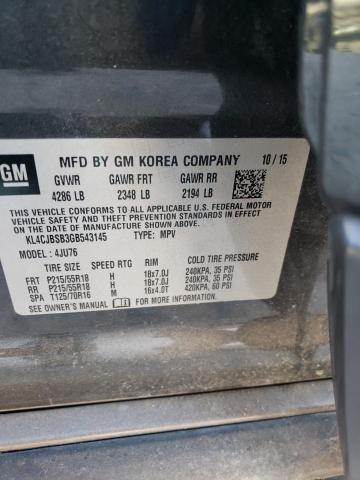 GM
MFD BY GM KOREA COMPANY 10/15
GVWR GAWR FRT GAWR RR
4286 LB 2348 LB 2194 LB
THIS VEHICLE CONFORMS TO ALL APPLICABLE
U.S. FEDERAL MOTOR VEHICLE SAFETY AND THEFT
PREVENTION STANDARDS IN EFFECT ON THE DATE
OF MANUFACTURE SHOWN ABOVE.
KL4CJBSB3GB543145 TYPE: MPV
MODEL: 4JU76
TIRE SIZE SPEED RTG RIM COLD TIRE PRESSURE
FRT P215/55R18 H 18x7.0J 240KPA, 35 PSI
RR P215/55R18 H 18x7.0J 240KPA, 35 PSI
SPA T125/70R16 M 16x4.0T 420KPA, 60 PSI
SEE OWNER'S MANUAL FOR MORE INFORMATION.